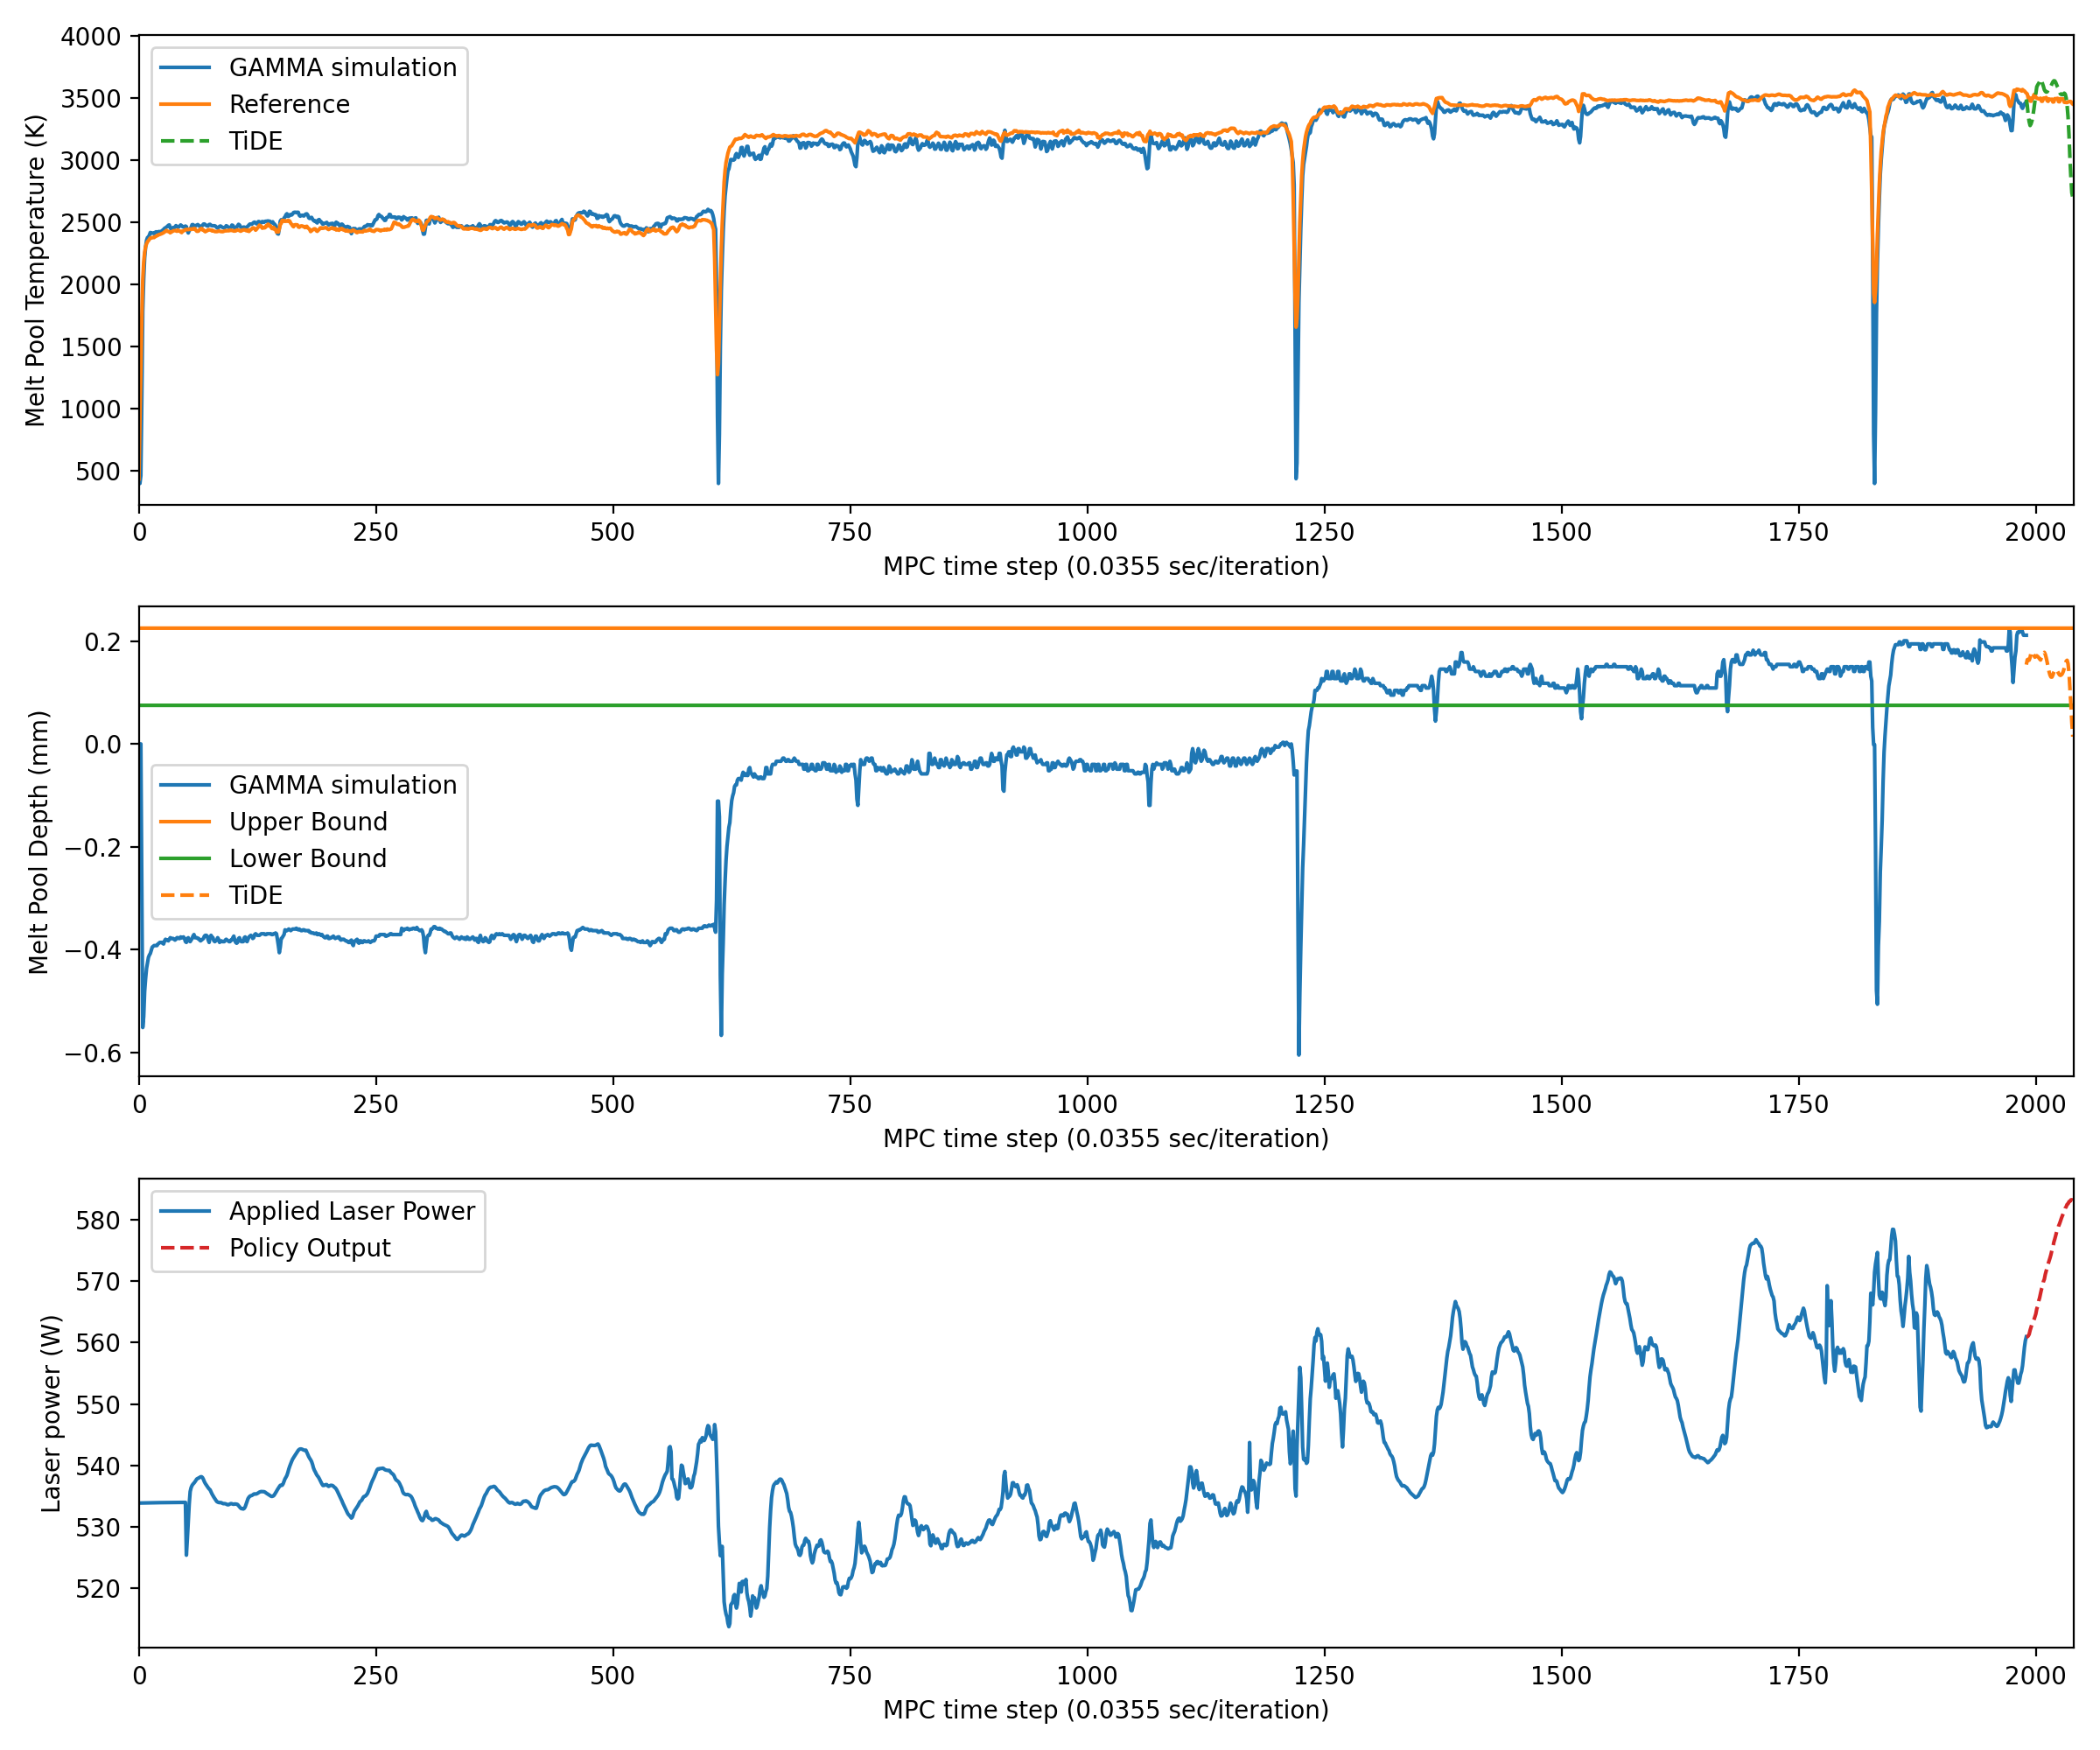 4000
3500
3000
2500
2000
1500
1000
500
Melt Pool Temperature (K)
GAMMA simulation
Reference
TiDE
0 250 500 750 1000 1250 1500 1750 2000
MPC time step (0.0355 sec/iteration)
0.2
0.0
−0.2
−0.4
−0.6
Melt Pool Depth (mm)
GAMMA simulation
Upper Bound
Lower Bound
TiDE
0 250 500 750 1000 1250 1500 1750 2000
MPC time step (0.0355 sec/iteration)
580
570
560
550
540
530
520
Laser power (W)
Applied Laser Power
Policy Output
0 250 500 750 1000 1250 1500 1750 2000
MPC time step (0.0355 sec/iteration)